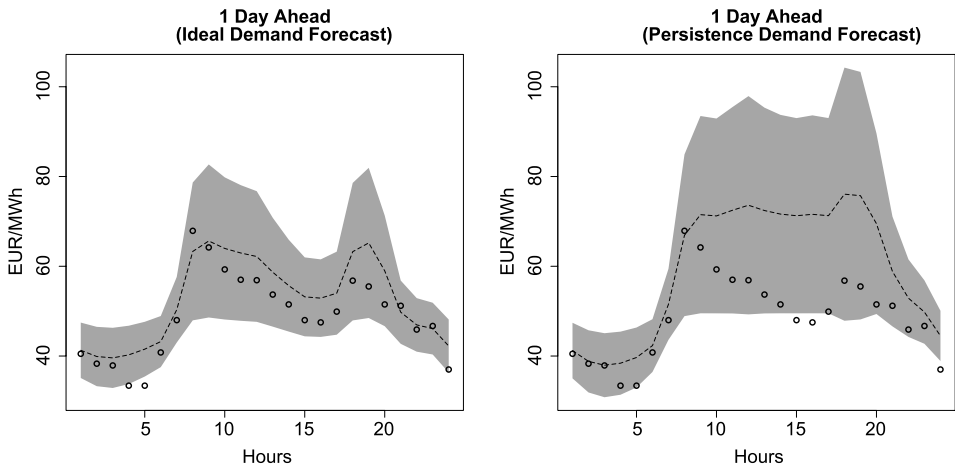 1 Day Ahead
(Ideal Demand Forecast)
EUR/MWh
100
80
60
40
5
10
15
20
Hours
1 Day Ahead
(Persistence Demand Forecast)
EUR/MWh
100
80
60
40
5
10
15
20
Hours